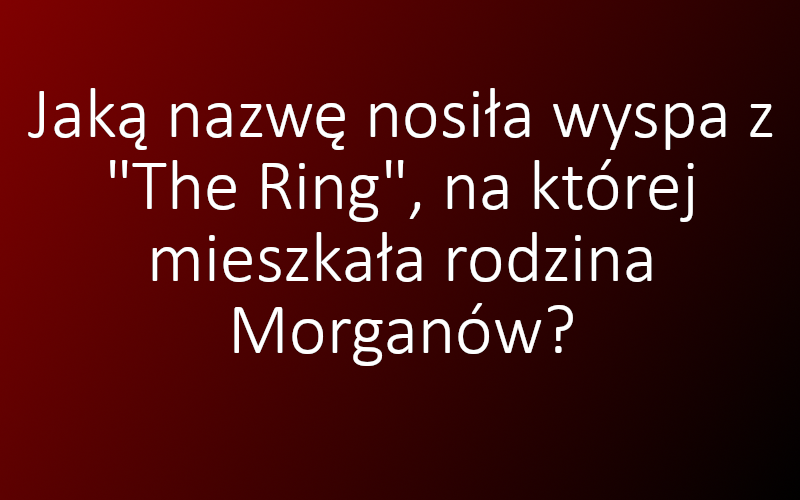 Jaką nazwę nosiła wyspa z
"The Ring", na której
mieszkała rodzina
Morganów?